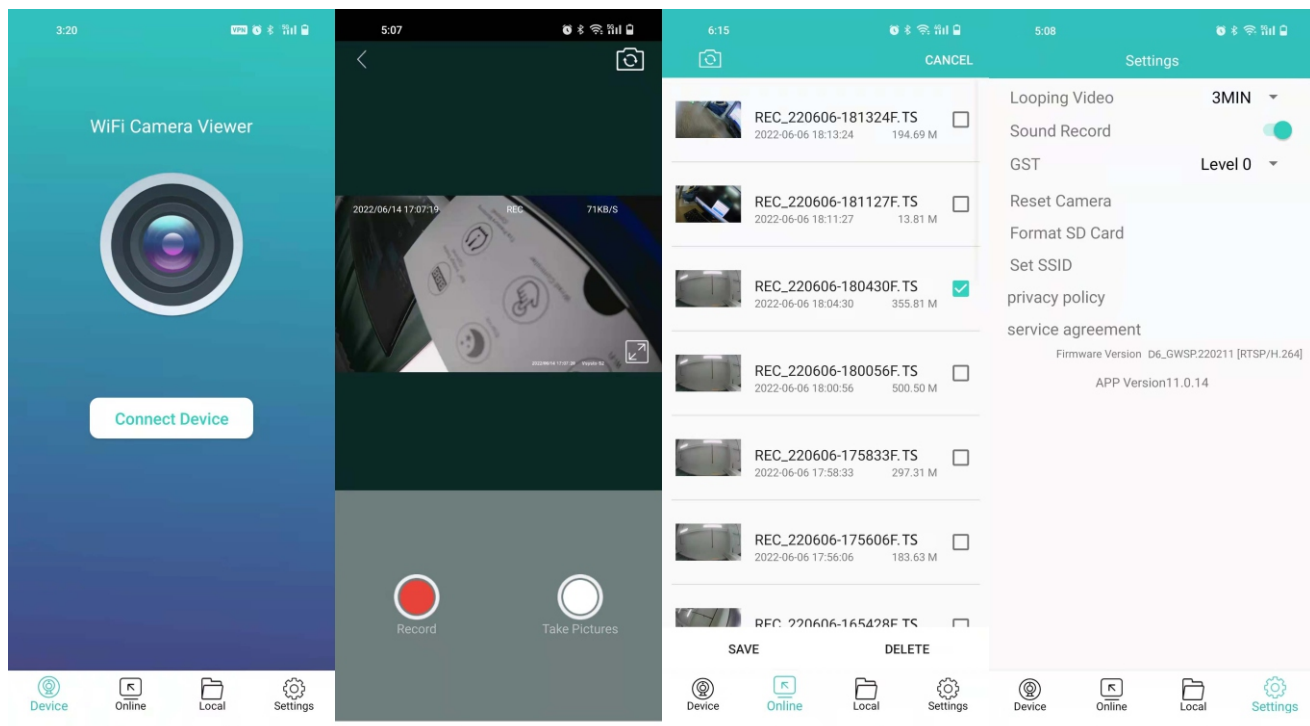 3:20
VPN
WiFi Camera Viewer
Connect Device
Device
Online
Local
Settings
5:07
2022/06/14 17:07:19
REC
71KB/S
Record
Take Pictures
6:15
CANCEL
REC_220606-181324F.TS
2022-06-06 18:13:24 194.69 M
REC_220606-181127F.TS
2022-06-06 18:11:27 13.81 M
REC_220606-180430F.TS
2022-06-06 18:04:30 355.81 M
REC_220606-180056F.TS
2022-06-06 18:00:56 500.50 M
REC_220606-175833F.TS
2022-06-06 17:58:33 297.31 M
REC_220606-175606F.TS
2022-06-06 17:56:06 183.63 M
REC_220606-165428F.TS
SAVE
DELETE
Device
Online
Local
Settings
5:08
Settings
Looping Video 3MIN
Sound Record
GST Level 0
Reset Camera
Format SD Card
Set SSID
privacy policy
service agreement
Firmware Version D6_GWSP.220211 [RTSP/H.264]
APP Version11.0.14
Device
Online
Local
Settings